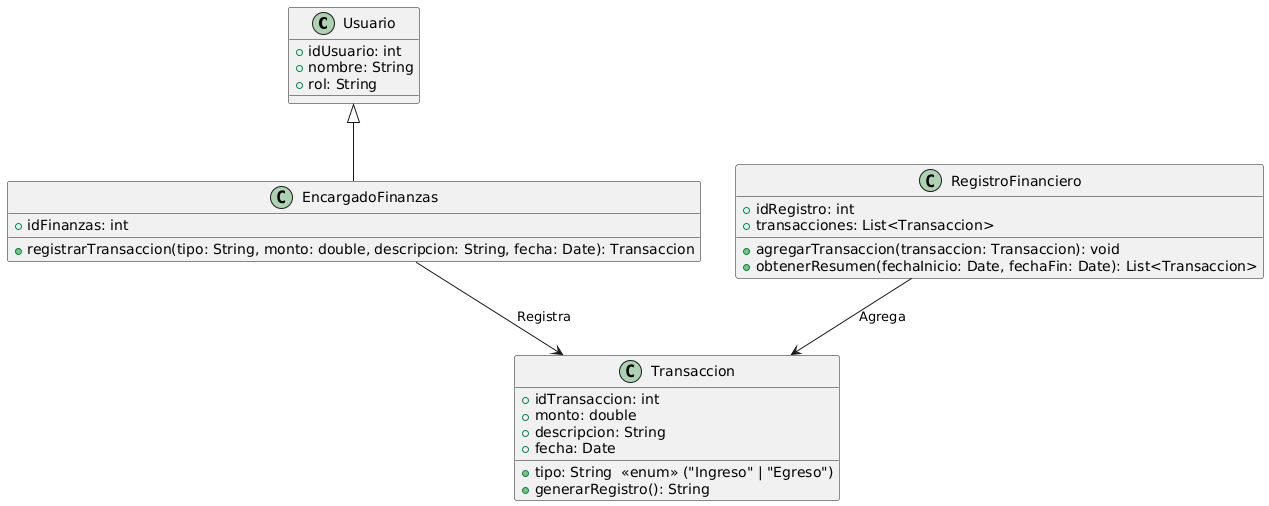 C Usuario
idUsuario: int
nombre: String
rol: String
C EncargadoFinanzas
idFinanzas: int
registrarTransaccion(tipo: String, monto: double, descripcion: String, fecha: Date): Transaccion
C RegistroFinanciero
idRegistro: int
transacciones: List<Transaccion>
agregarTransaccion(transaccion: Transaccion): void
obtenerResumen(fechaInicio: Date, fechaFin: Date): List<Transaccion>
Registra
Agrega
C Transaccion
idTransaccion: int
monto: double
descripcion: String
fecha: Date
tipo: String «enum» ("Ingreso" | "Egreso")
generarRegistro(): String